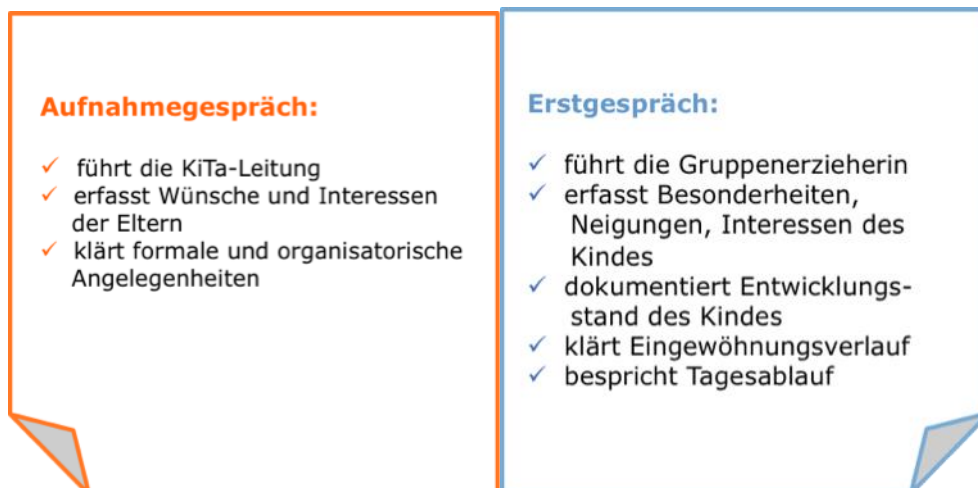 Aufnahmegespräch:
✓ führt die KiTa-Leitung
✓ erfasst Wünsche und Interessen
der Eltern
✓ klärt formale und organisatorische
Angelegenheiten
Erstgespräch:
✓ führt die Gruppenerzieherin
✓ erfasst Besonderheiten,
Neigungen, Interessen des
Kindes
✓ dokumentiert Entwicklungs-
stand des Kindes
✓ klärt Eingewöhnungsverlauf
✓ bespricht Tagesablauf